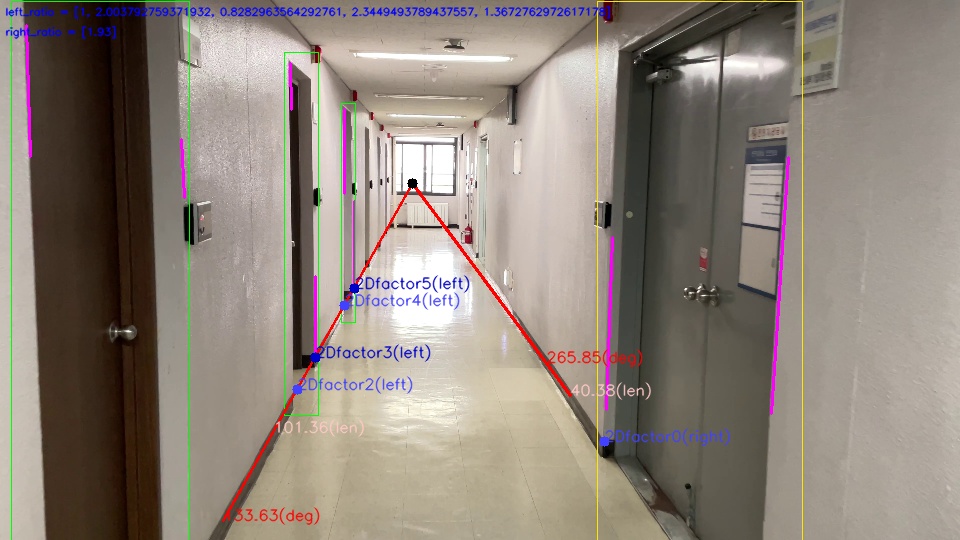 left_ratio = [1, 2.003792759371932, 0.8282963564292761, 2.3449493789437557, 1.3672762972617178]
right_ratio = [1.93]
2Dfactor5(left)
2Dfactor4(left)
2Dfactor3(left)
265.85(deg)
2Dfactor2(left)
40.38(len)
101.36(len)
2Dfactor0(right)
33.63(deg)